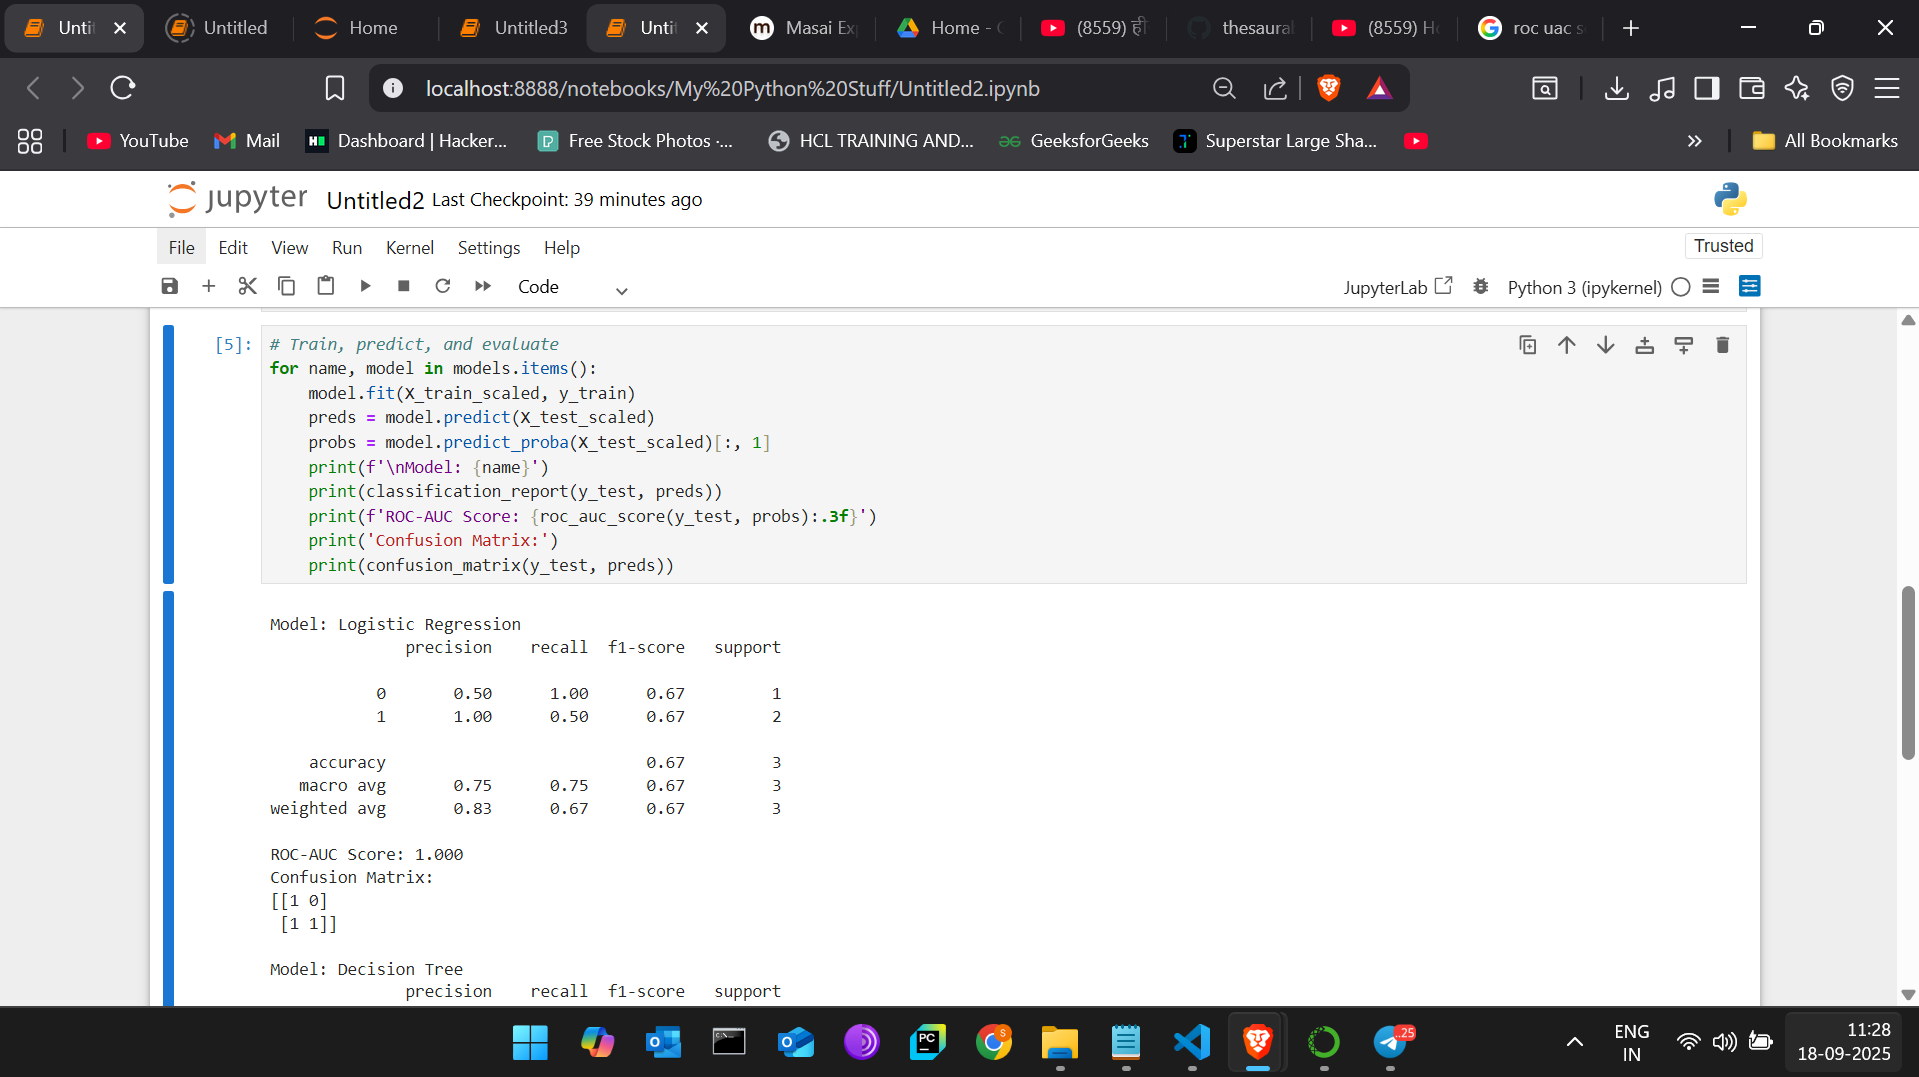 Unti
Untitled
Home
Untitled3
Unti
Masai Ex
Home -
(8559) ही
thesaura
(8559) H
roc uac s
localhost:8888/notebooks/My%20Python%20Stuff/Untitled2.ipynb
YouTube
Mail
Dashboard | Hacker...
Free Stock Photos ·...
HCL TRAINING AND...
GeeksforGeeks
Superstar Large Sha...
All Bookmarks
jupyter
Untitled2 Last Checkpoint: 39 minutes ago
File Edit View Run Kernel Settings Help
Trusted
Code
JupyterLab
Python 3 (ipykernel)
[5]:
# Train, predict, and evaluate
for name, model in models.items():
    model.fit(X_train_scaled, y_train)
    preds = model.predict(X_test_scaled)
    probs = model.predict_proba(X_test_scaled)[:, 1]
    print(f'\nModel: {name}')
    print(classification_report(y_test, preds))
    print(f'ROC-AUC Score: {roc_auc_score(y_test, probs):.3f}')
    print('Confusion Matrix:')
    print(confusion_matrix(y_test, preds))
Model: Logistic Regression
              precision    recall  f1-score   support
           0       0.50      1.00      0.67         1
           1       1.00      0.50      0.67         2
    accuracy                           0.67         3
   macro avg       0.75      0.75      0.67         3
weighted avg       0.83      0.67      0.67         3
ROC-AUC Score: 1.000
Confusion Matrix:
[[1 0]
 [1 1]]
Model: Decision Tree
              precision    recall  f1-score   support
ENG
IN
11:28
18-09-2025